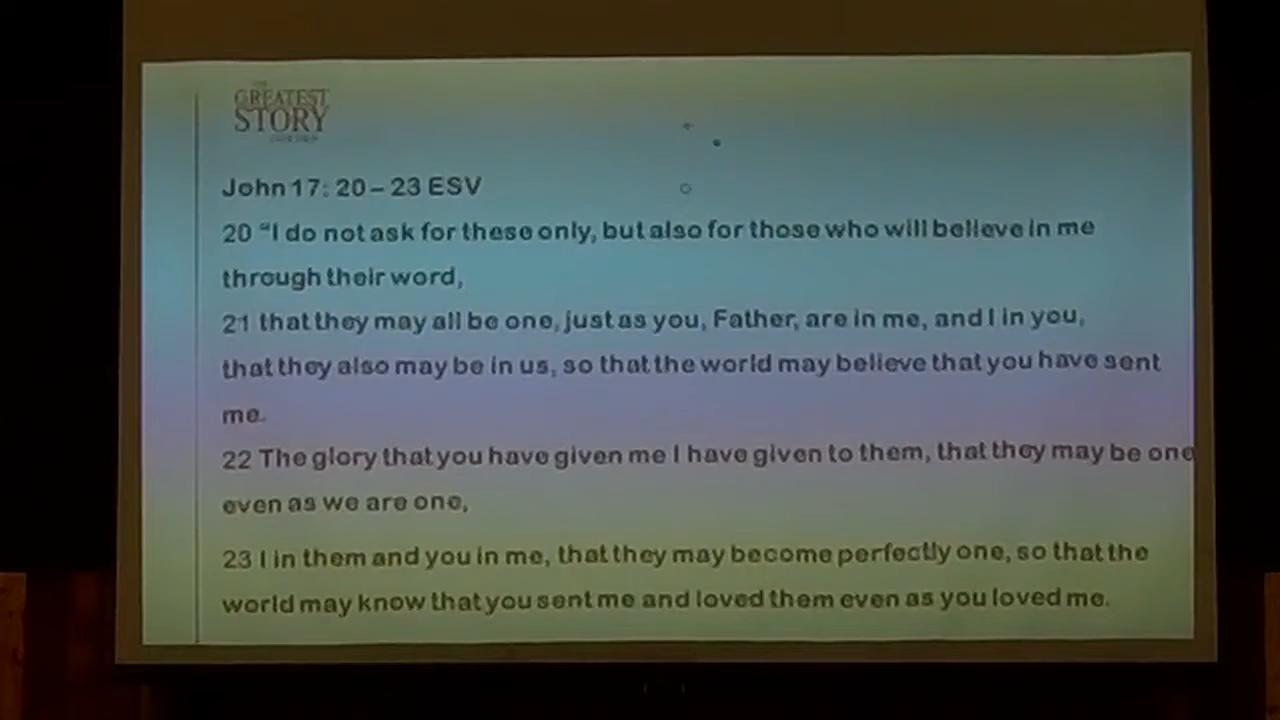 GREATEST
STORY
John 17: 20 – 23 ESV
20 “I do not ask for these only, but also for those who will believe in me
through their word,
21 that they may all be one, just as you, Father, are in me, and I in you,
that they also may be in us, so that the world may believe that you have sent
me.
22 The glory that you have given me I have given to them, that they may be one
even as we are one,
23 I in them and you in me, that they may become perfectly one, so that the
world may know that you sent me and loved them even as you loved me.